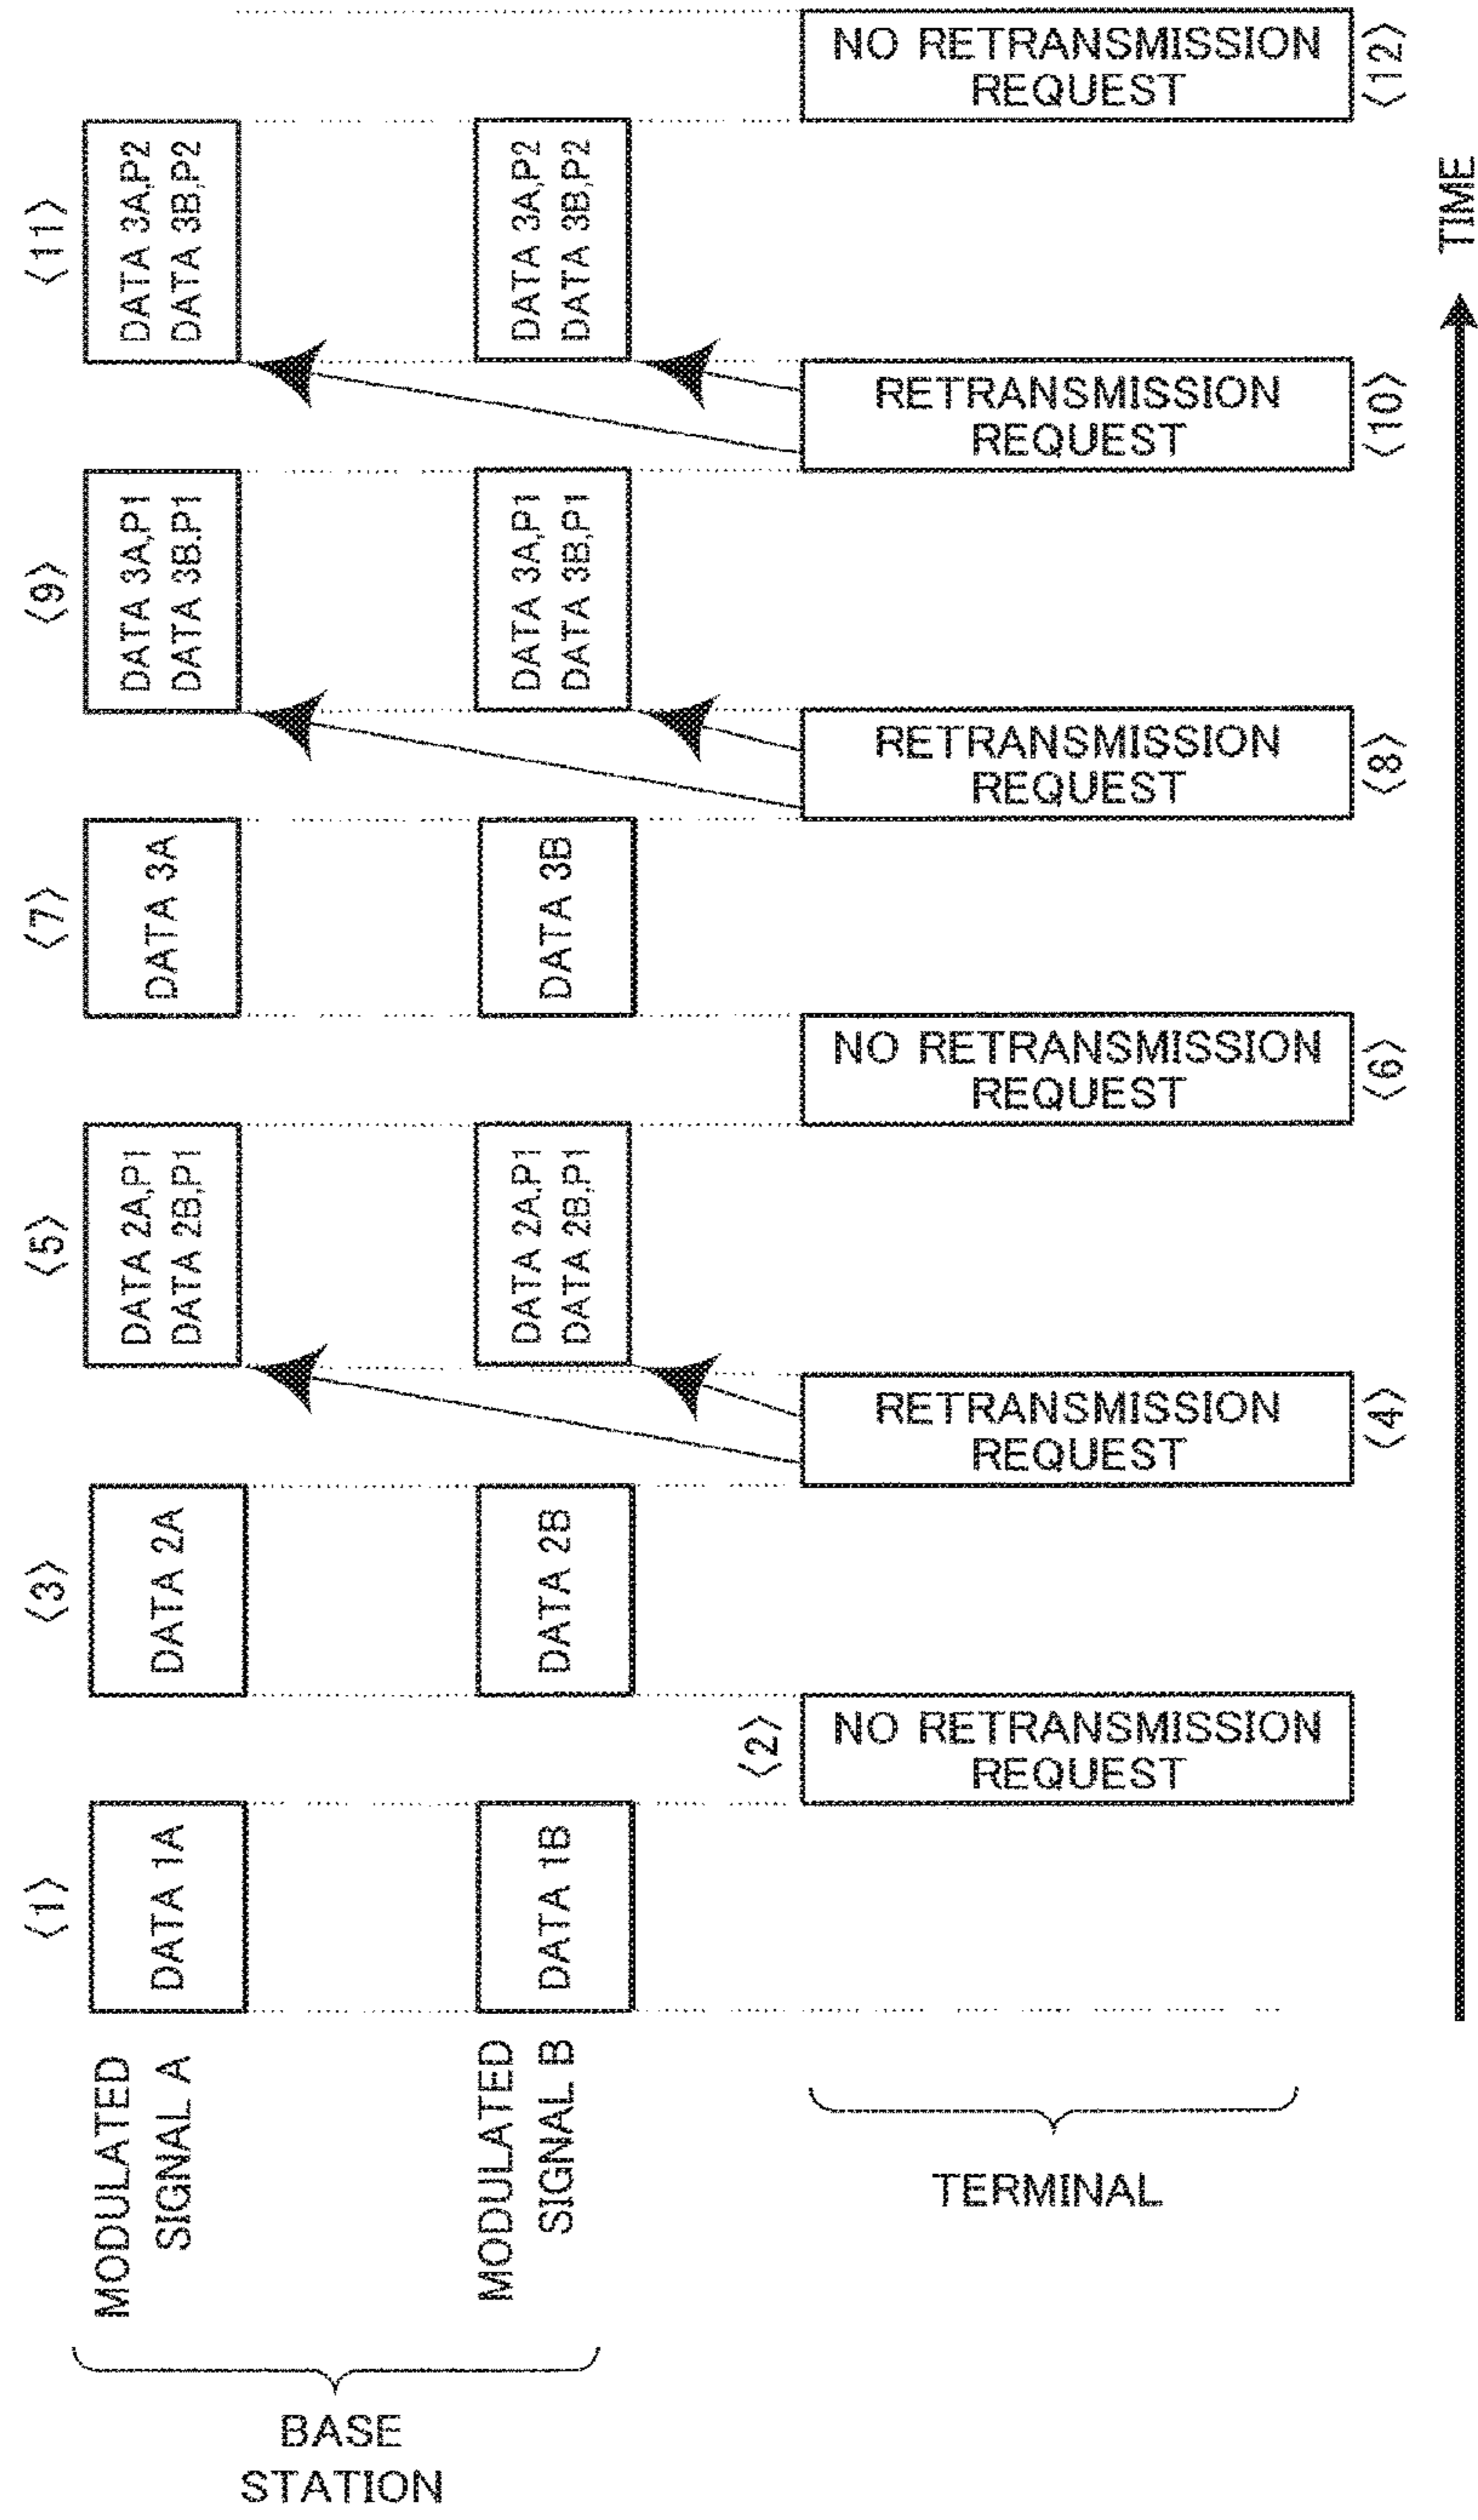 BASE
STATION
MODULATED
SIGNAL A
MODULATED
SIGNAL B
TERMINAL
〈1〉
DATA 1A
DATA 1B
〈2〉
NO RETRANSMISSION
REQUEST
〈3〉
DATA 2A
DATA 2B
RETRANSMISSION
REQUEST
〈4〉
〈5〉
DATA 2A,P1
DATA 2B,P1
DATA 2A,P1
DATA 2B,P1
NO RETRANSMISSION
REQUEST
〈6〉
〈7〉
DATA 3A
DATA 3B
RETRANSMISSION
REQUEST
〈8〉
〈9〉
DATA 3A,P1
DATA 3B.P1
DATA 3A,P1
DATA 3B,P1
RETRANSMISSION
REQUEST
〈10〉
〈11〉
DATA 3A,P2
DATA 3B,P2
DATA 3A,P2
DATA 3B,P2
NO RETRANSMISSION
REQUEST
〈12〉
TIME